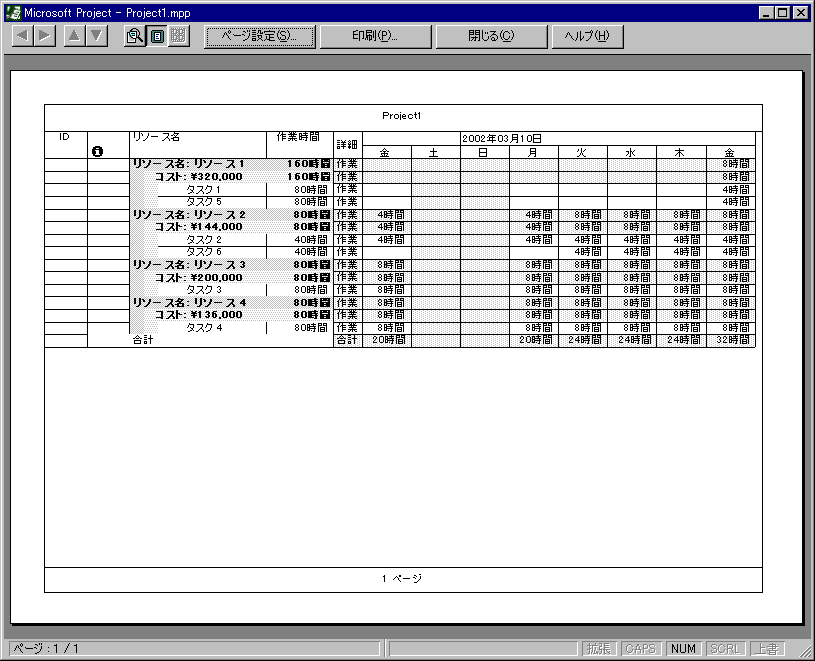 Microsoft Project - Project1.mpp
ページ設定(S)... 印刷(P)... 閉じる(C) ヘルプ(H)
Project1
ID リソース名 作業時間 詳細 2002年03月10日
金 土 日 月 火 水 木 金
リソース名: リソース 1 160時間 作業 8時間
コスト: ¥320,000 160時間 作業 8時間
タスク 1 80時間 作業 4時間
タスク 5 80時間 作業 4時間
リソース名: リソース 2 80時間 作業 4時間 4時間 8時間 8時間 8時間 8時間
コスト: ¥144,000 80時間 作業 4時間 4時間 8時間 8時間 8時間 8時間
タスク 2 40時間 作業 4時間 4時間 4時間 4時間 4時間 4時間
タスク 6 40時間 作業 4時間 4時間 4時間 4時間
リソース名: リソース 3 80時間 作業 8時間 8時間 8時間 8時間 8時間 8時間
コスト: ¥200,000 80時間 作業 8時間 8時間 8時間 8時間 8時間 8時間
タスク 3 80時間 作業 8時間 8時間 8時間 8時間 8時間 8時間
リソース名: リソース 4 80時間 作業 8時間 8時間 8時間 8時間 8時間 8時間
コスト: ¥136,000 80時間 作業 8時間 8時間 8時間 8時間 8時間 8時間
タスク 4 80時間 作業 8時間 8時間 8時間 8時間 8時間 8時間
合計 合計 20時間 20時間 24時間 24時間 24時間 32時間
1 ページ
ページ : 1 / 1 拡張 CAPS NUM SCRL 上書